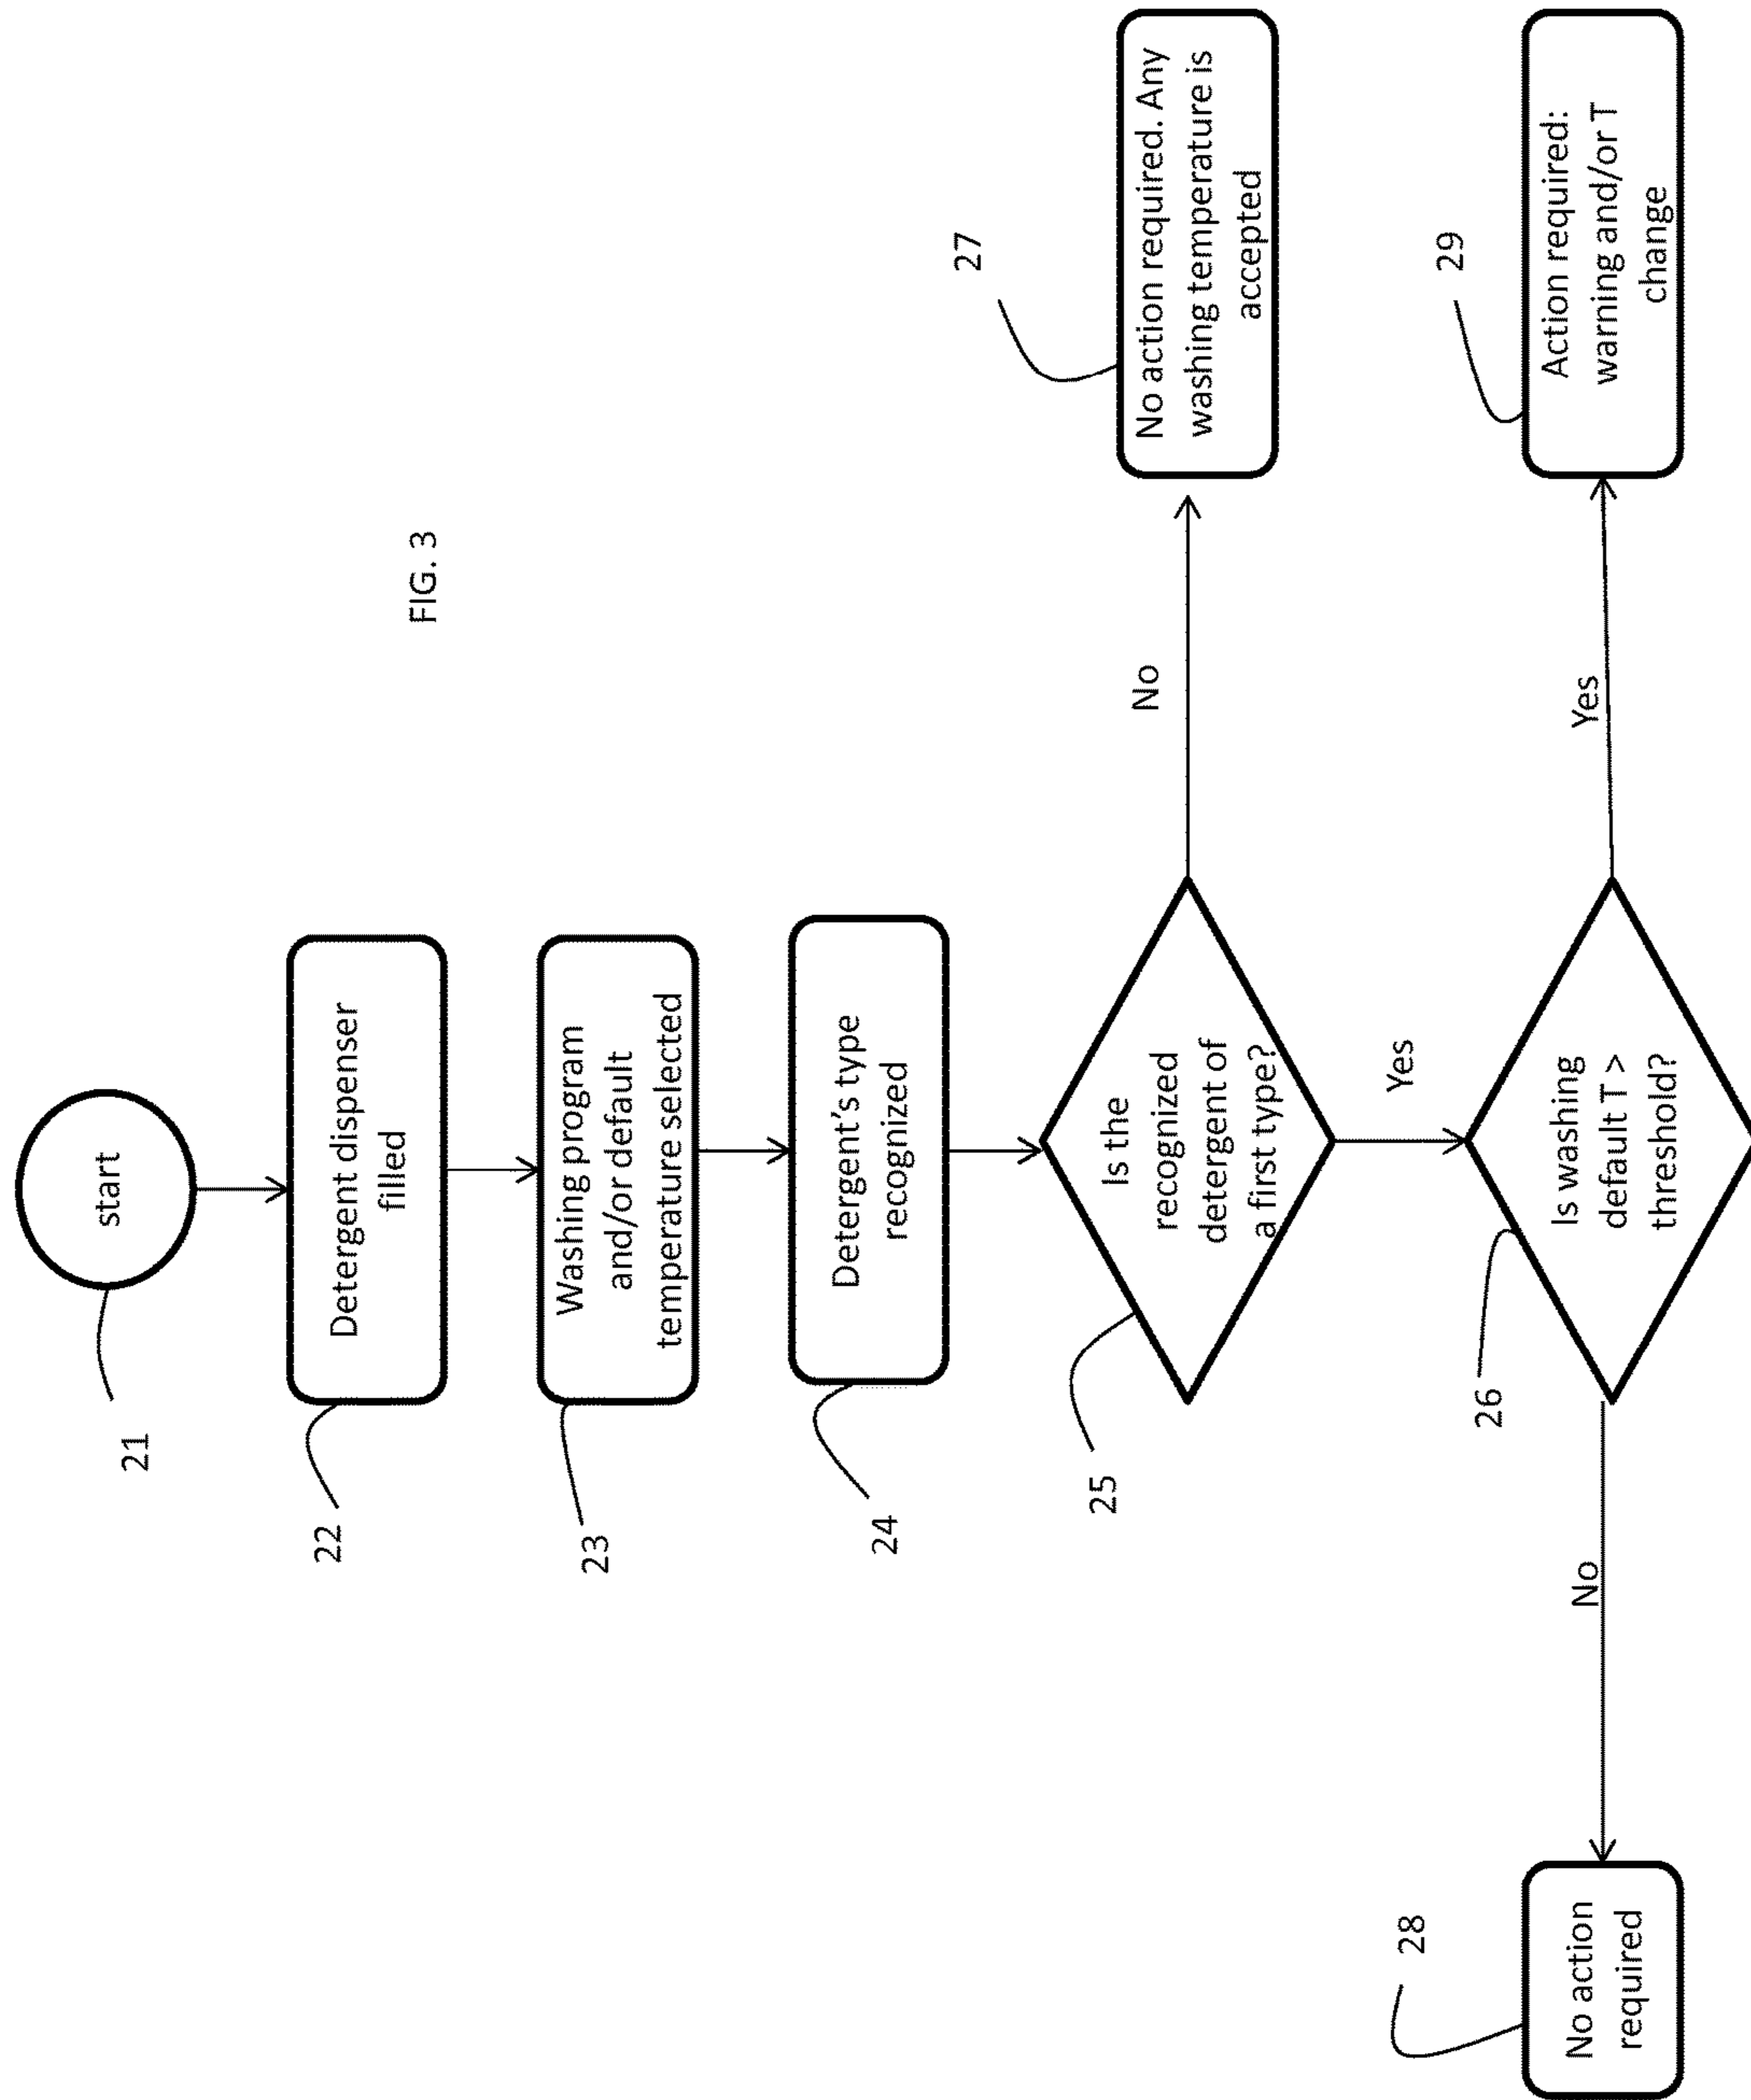 FIG. 3
start
21
Detergent dispenser
filled
22
Washing program
and/or default
temperature selected
23
Detergent's type
recognized
24
Is the
recognized
detergent of
a first type?
25
No
No action required. Any
washing temperature is
accepted
27
Yes
Is washing
default T >
threshold?
26
No
No action
required
28
Yes
Action required:
warning and/or T
change
29